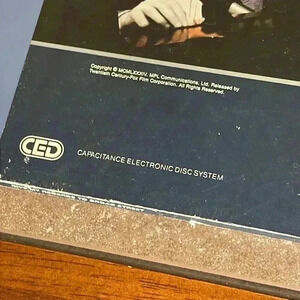 Copyright © MCMLXXXIV, MPL Communications, Ltd. Released by
Twentieth Century-Fox Film Corporation. All Rights Reserved.
CED
CAPACITANCE ELECTRONIC DISC SYSTEM